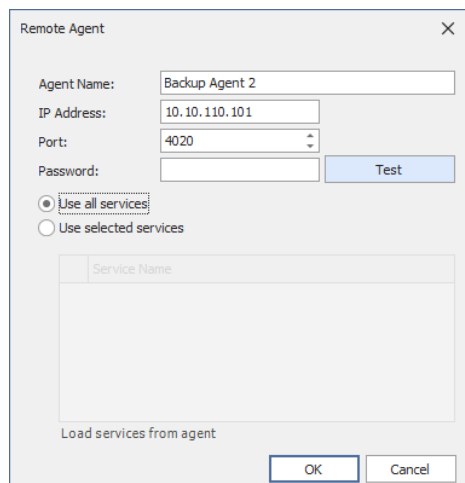 Remote Agent
Agent Name: Backup Agent 2
IP Address: 10.10.110.101
Port: 4020
Password: Test
Use all services
Use selected services
Service Name
Load services from agent
OK Cancel